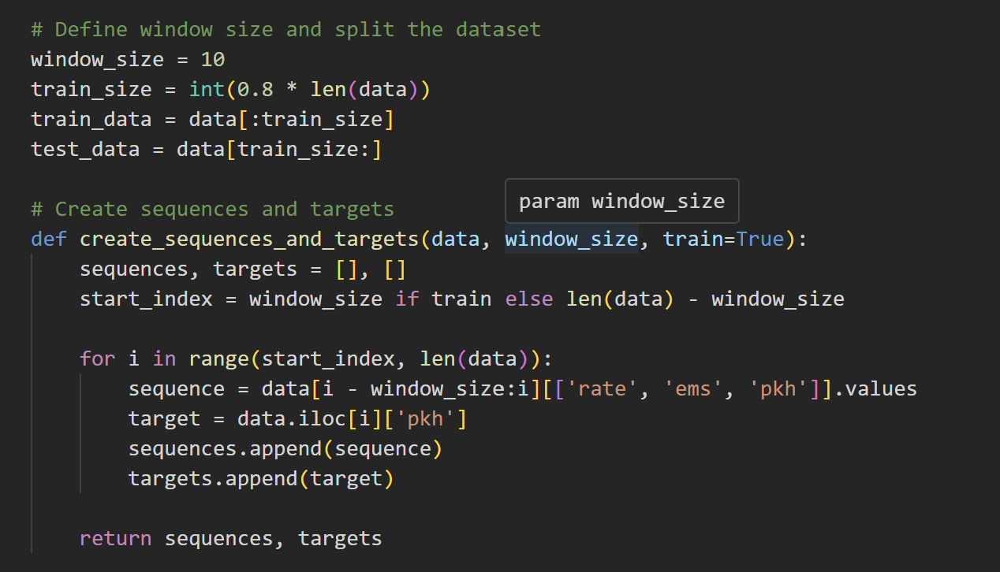 # Define window size and split the dataset
window_size = 10
train_size = int(0.8 * len(data))
train_data = data[:train_size]
test_data = data[train_size:]
# Create sequences and targets
param window_size
def create_sequences_and_targets(data, window_size, train=True):
    sequences, targets = [], []
    start_index = window_size if train else len(data) - window_size
    for i in range(start_index, len(data)):
        sequence = data[i - window_size:i][['rate', 'ems', 'pkh']].values
        target = data.iloc[i]['pkh']
        sequences.append(sequence)
        targets.append(target)
    return sequences, targets